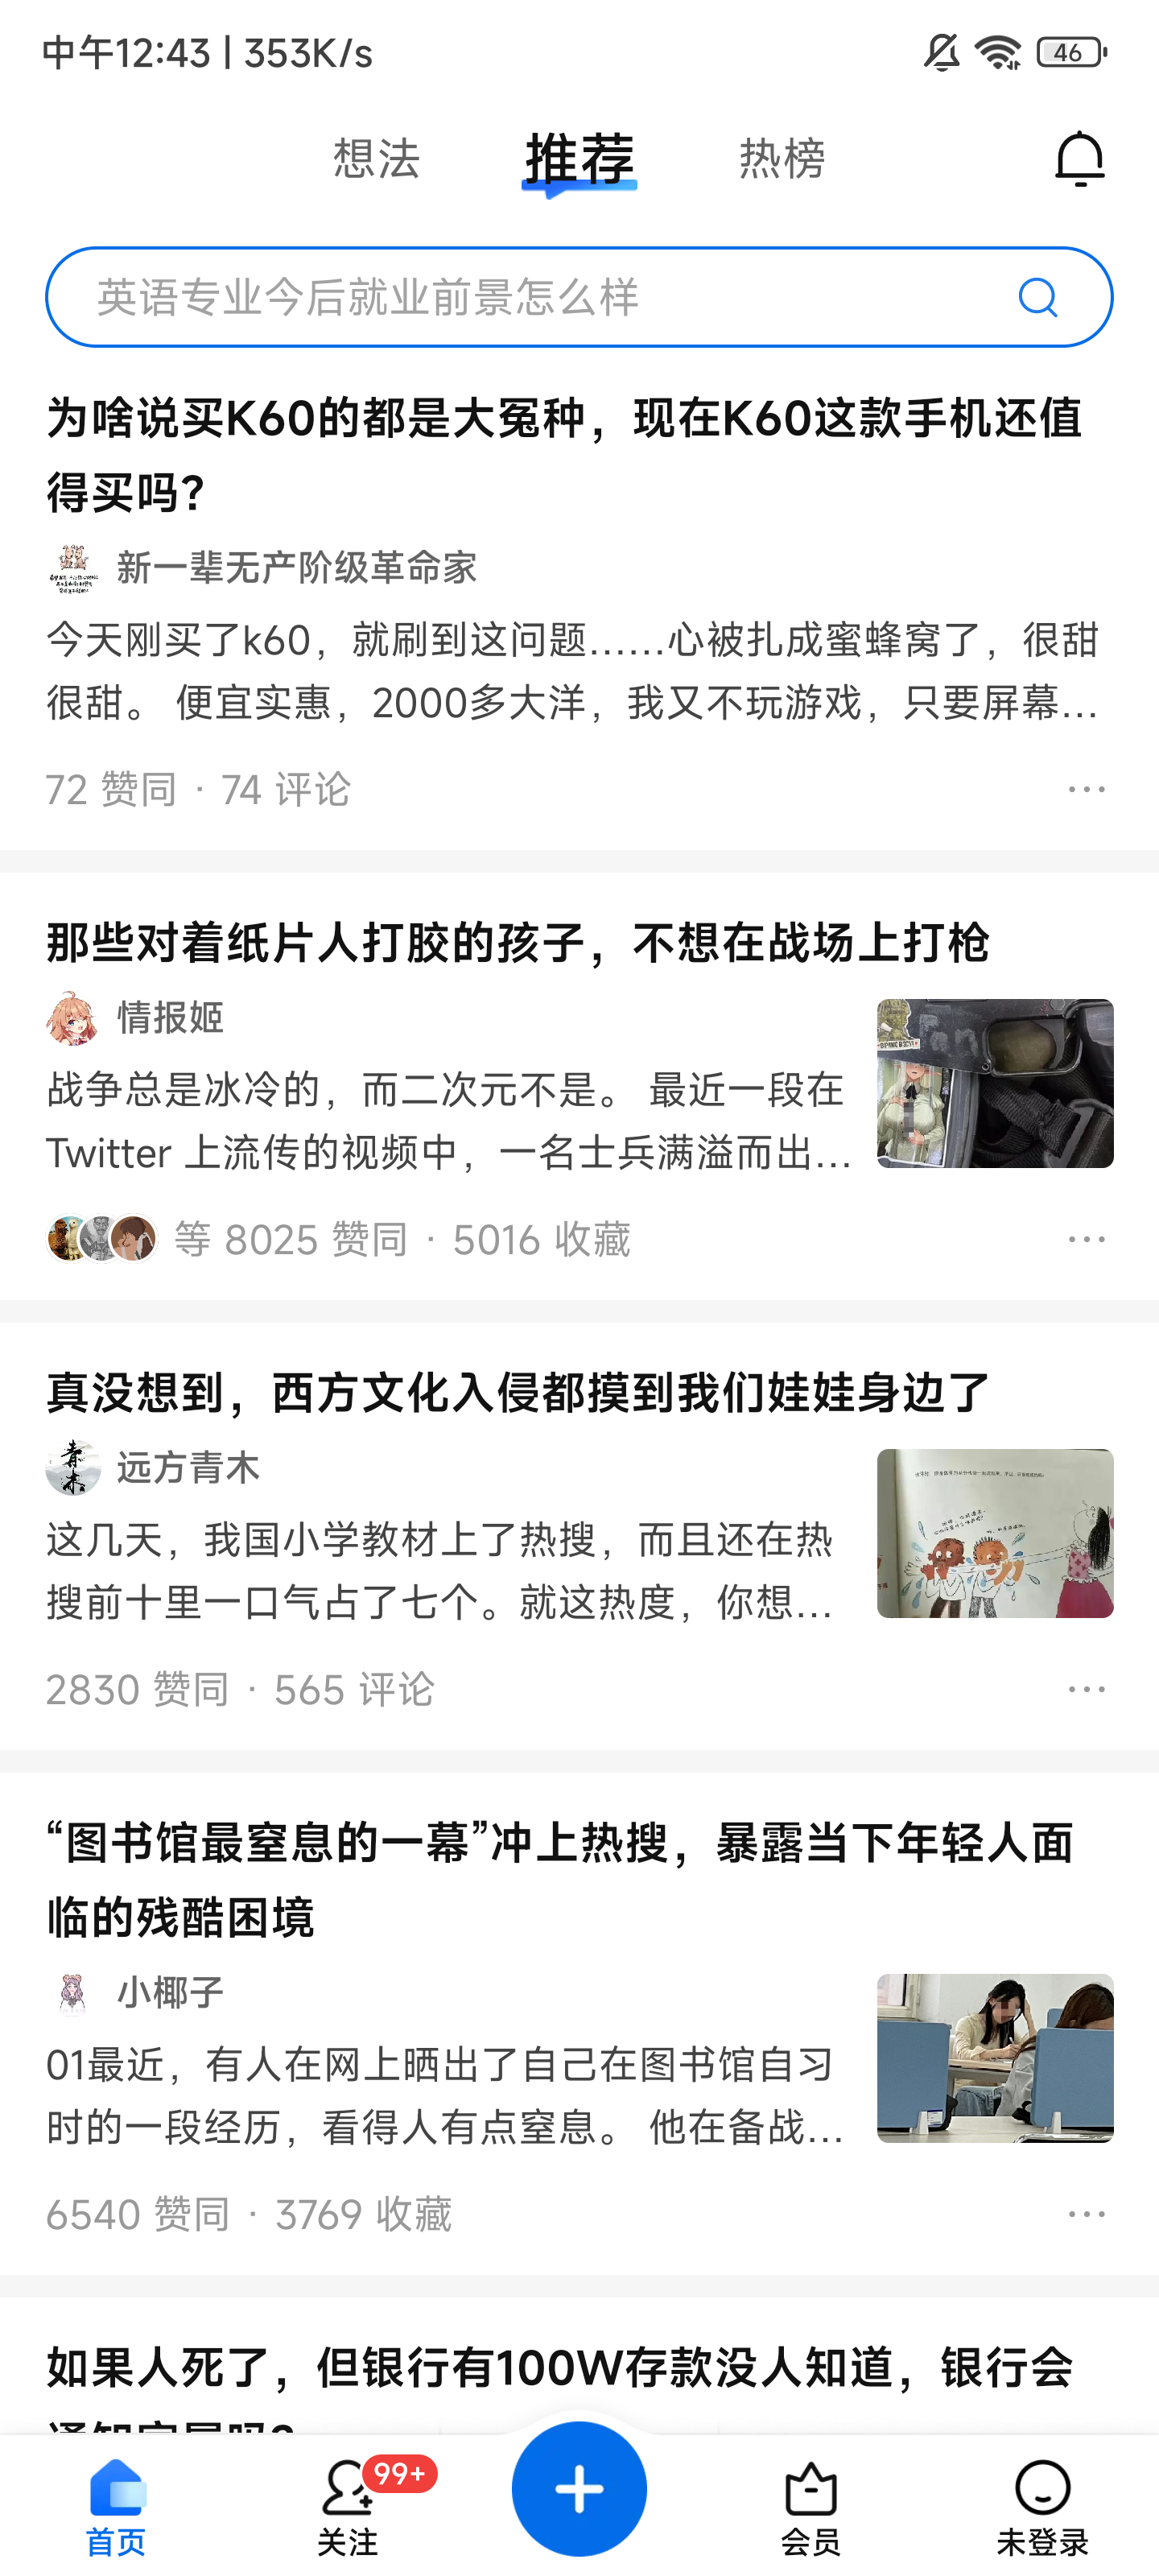 中午12:43 | 353K/s
46
想法
推荐
热榜
英语专业今后就业前景怎么样
为啥说买K60的都是大冤种，现在K60这款手机还值
得买吗？
新一辈无产阶级革命家
今天刚买了k60，就刷到这问题……心被扎成蜜蜂窝了，很甜
很甜。 便宜实惠，2000多大洋，我又不玩游戏，只要屏幕...
72 赞同 · 74 评论
那些对着纸片人打胶的孩子，不想在战场上打枪
情报姬
战争总是冰冷的，而二次元不是。 最近一段在
Twitter 上流传的视频中，一名士兵满溢而出...
等 8025 赞同 · 5016 收藏
真没想到，西方文化入侵都摸到我们娃娃身边了
远方青木
这几天，我国小学教材上了热搜，而且还在热
搜前十里一口气占了七个。就这热度，你想...
2830 赞同 · 565 评论
“图书馆最窒息的一幕”冲上热搜，暴露当下年轻人面
临的残酷困境
小椰子
01最近，有人在网上晒出了自己在图书馆自习
时的一段经历，看得人有点窒息。 他在备战...
6540 赞同 · 3769 收藏
如果人死了，但银行有100W存款没人知道，银行会
通知家属吗？
99+
首页
关注
会员
未登录